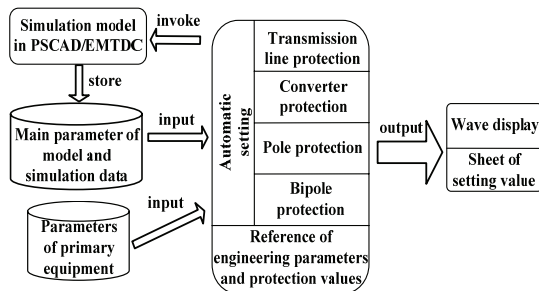 Simulation model
in PSCAD/EMTDC
invoke
store
Main parameter of
model and
simulation data
input
Parameters
of primary
equipment
input
Automatic
setting
Transmission
line protection
Converter
protection
Pole protection
Bipole
protection
Reference of
engineering parameters
and protection values
output
Wave display
Sheet of
setting value